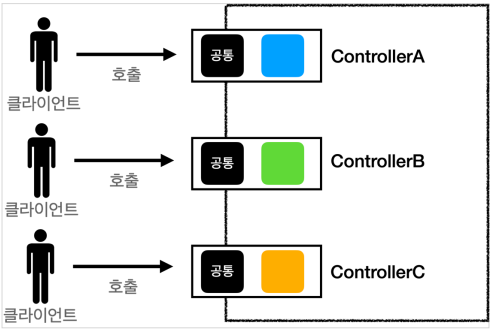 공통
ControllerA
호출
클라이언트
공통
ControllerB
호출
클라이언트
공통
ControllerC
호출
클라이언트